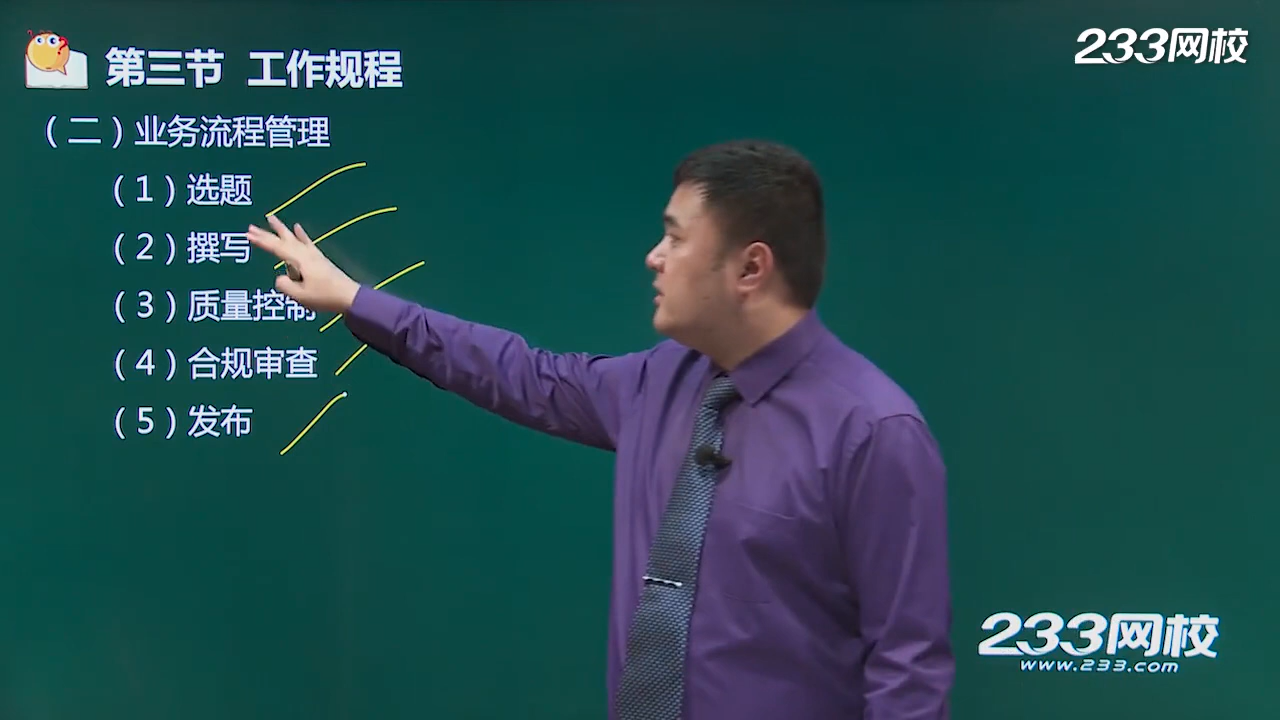 233网校
第三节 工作规程
（二）业务流程管理
（1）选题
（2）撰写
（3）质量控制
（4）合规审查
（5）发布
233网校
www.233.com